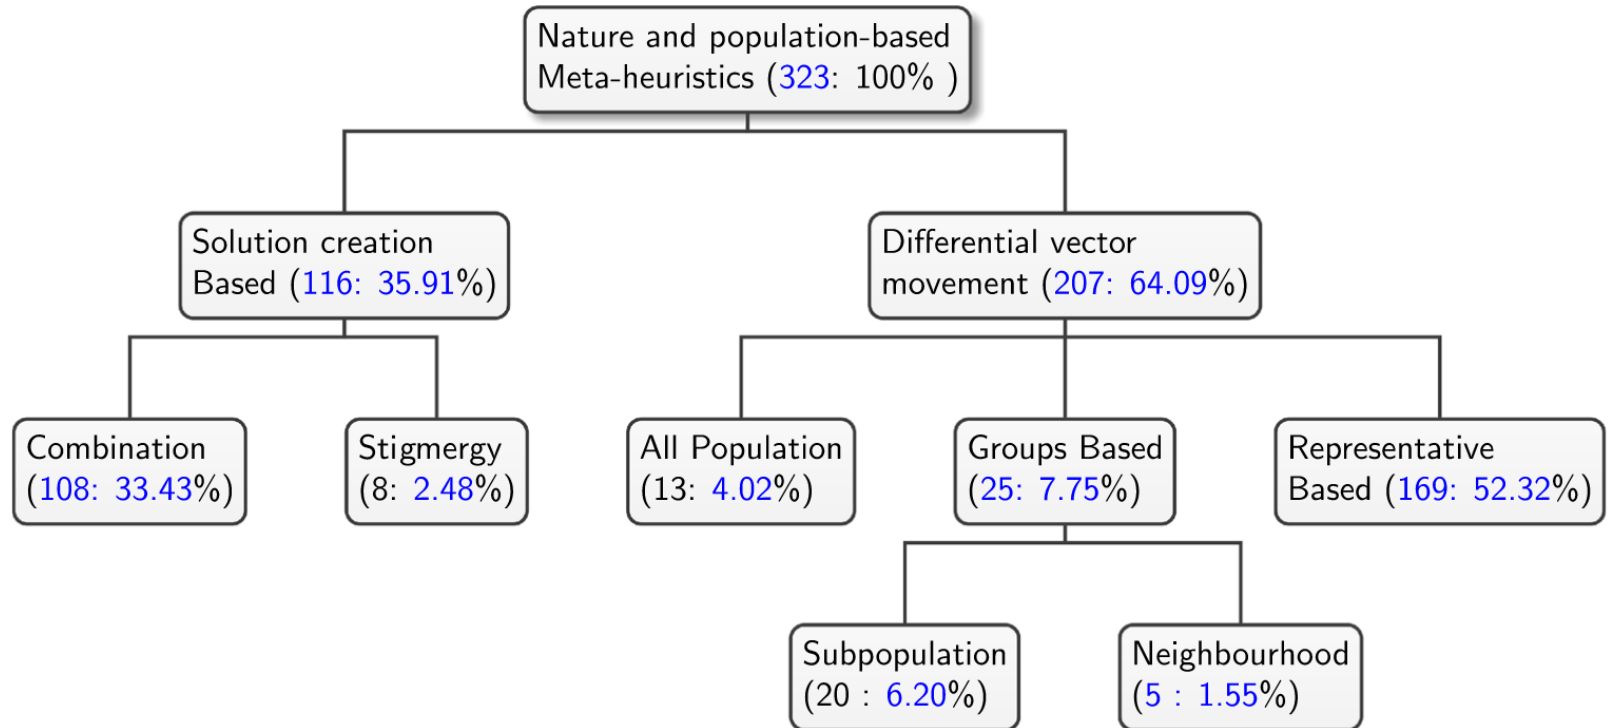 Nature and population-based
Meta-heuristics (323: 100% )
Solution creation
Based (116: 35.91%)
Differential vector
movement (207: 64.09%)
Combination
(108: 33.43%)
Stigmergy
(8: 2.48%)
All Population
(13: 4.02%)
Groups Based
(25: 7.75%)
Representative
Based (169: 52.32%)
Subpopulation
(20 : 6.20%)
Neighbourhood
(5 : 1.55%)